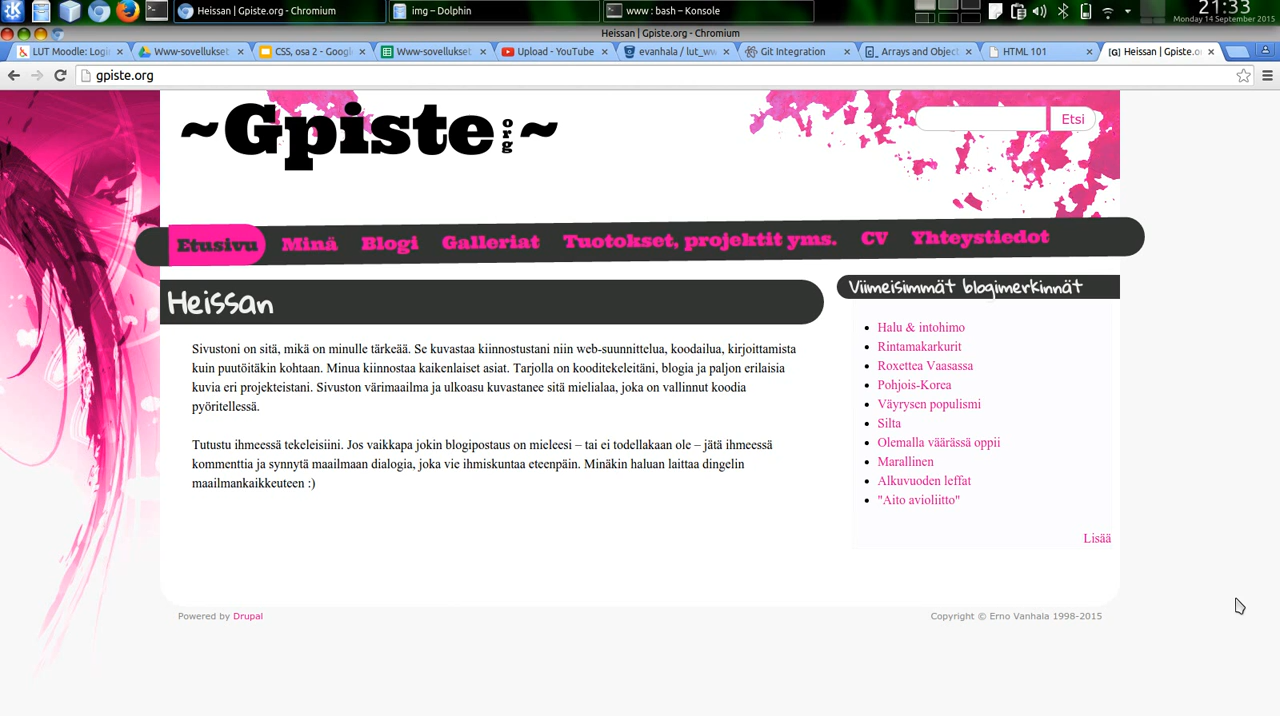 Heissan | Gpiste.org - Chromium
img – Dolphin
www : bash – Konsole
21:33
Monday 14 September 2015
Heissan | Gpiste.org - Chromium
LUT Moodle: Logi
Www-sovellukset
CSS, osa 2 - Googl
Www-sovellukset
Upload - YouTube
evanhala / lut_ww
Git Integration
Arrays and Object
HTML 101
[G] Heissan | Gpiste.or
gpiste.org
~Gpiste org ~
Etsi
Etusivu Minä Blogi Galleriat Tuotokset, projektit yms. CV Yhteystiedot
Heissan
Sivustoni on sitä, mikä on minulle tärkeää. Se kuvastaa kiinnostustani niin web-suunnittelua, koodailua, kirjoittamista
kuin puutöitäkin kohtaan. Minua kiinnostaa kaikenlaiset asiat. Tarjolla on kooditekeleitäni, blogia ja paljon erilaisia
kuvia eri projekteistani. Sivuston värimaailma ja ulkoasu kuvastanee sitä mielialaa, joka on vallinnut koodia
pyöritellessä.
Tutustu ihmeessä tekeleisiini. Jos vaikkapa jokin blogipostaus on mieleesi – tai ei todellakaan ole – jätä ihmeessä
kommenttia ja synnytä maailmaan dialogia, joka vie ihmiskuntaa eteenpäin. Minäkin haluan laittaa dingelin
maailmankaikkeuteen :)
Viimeisimmät blogimerkinnät
Halu & intohimo
Rintamakarkurit
Roxettea Vaasassa
Pohjois-Korea
Väyrysen populismi
Silta
Olemalla väärässä oppii
Marallinen
Alkuvuoden leffat
"Aito avioliitto"
Lisää
Powered by Drupal
Copyright © Erno Vanhala 1998-2015